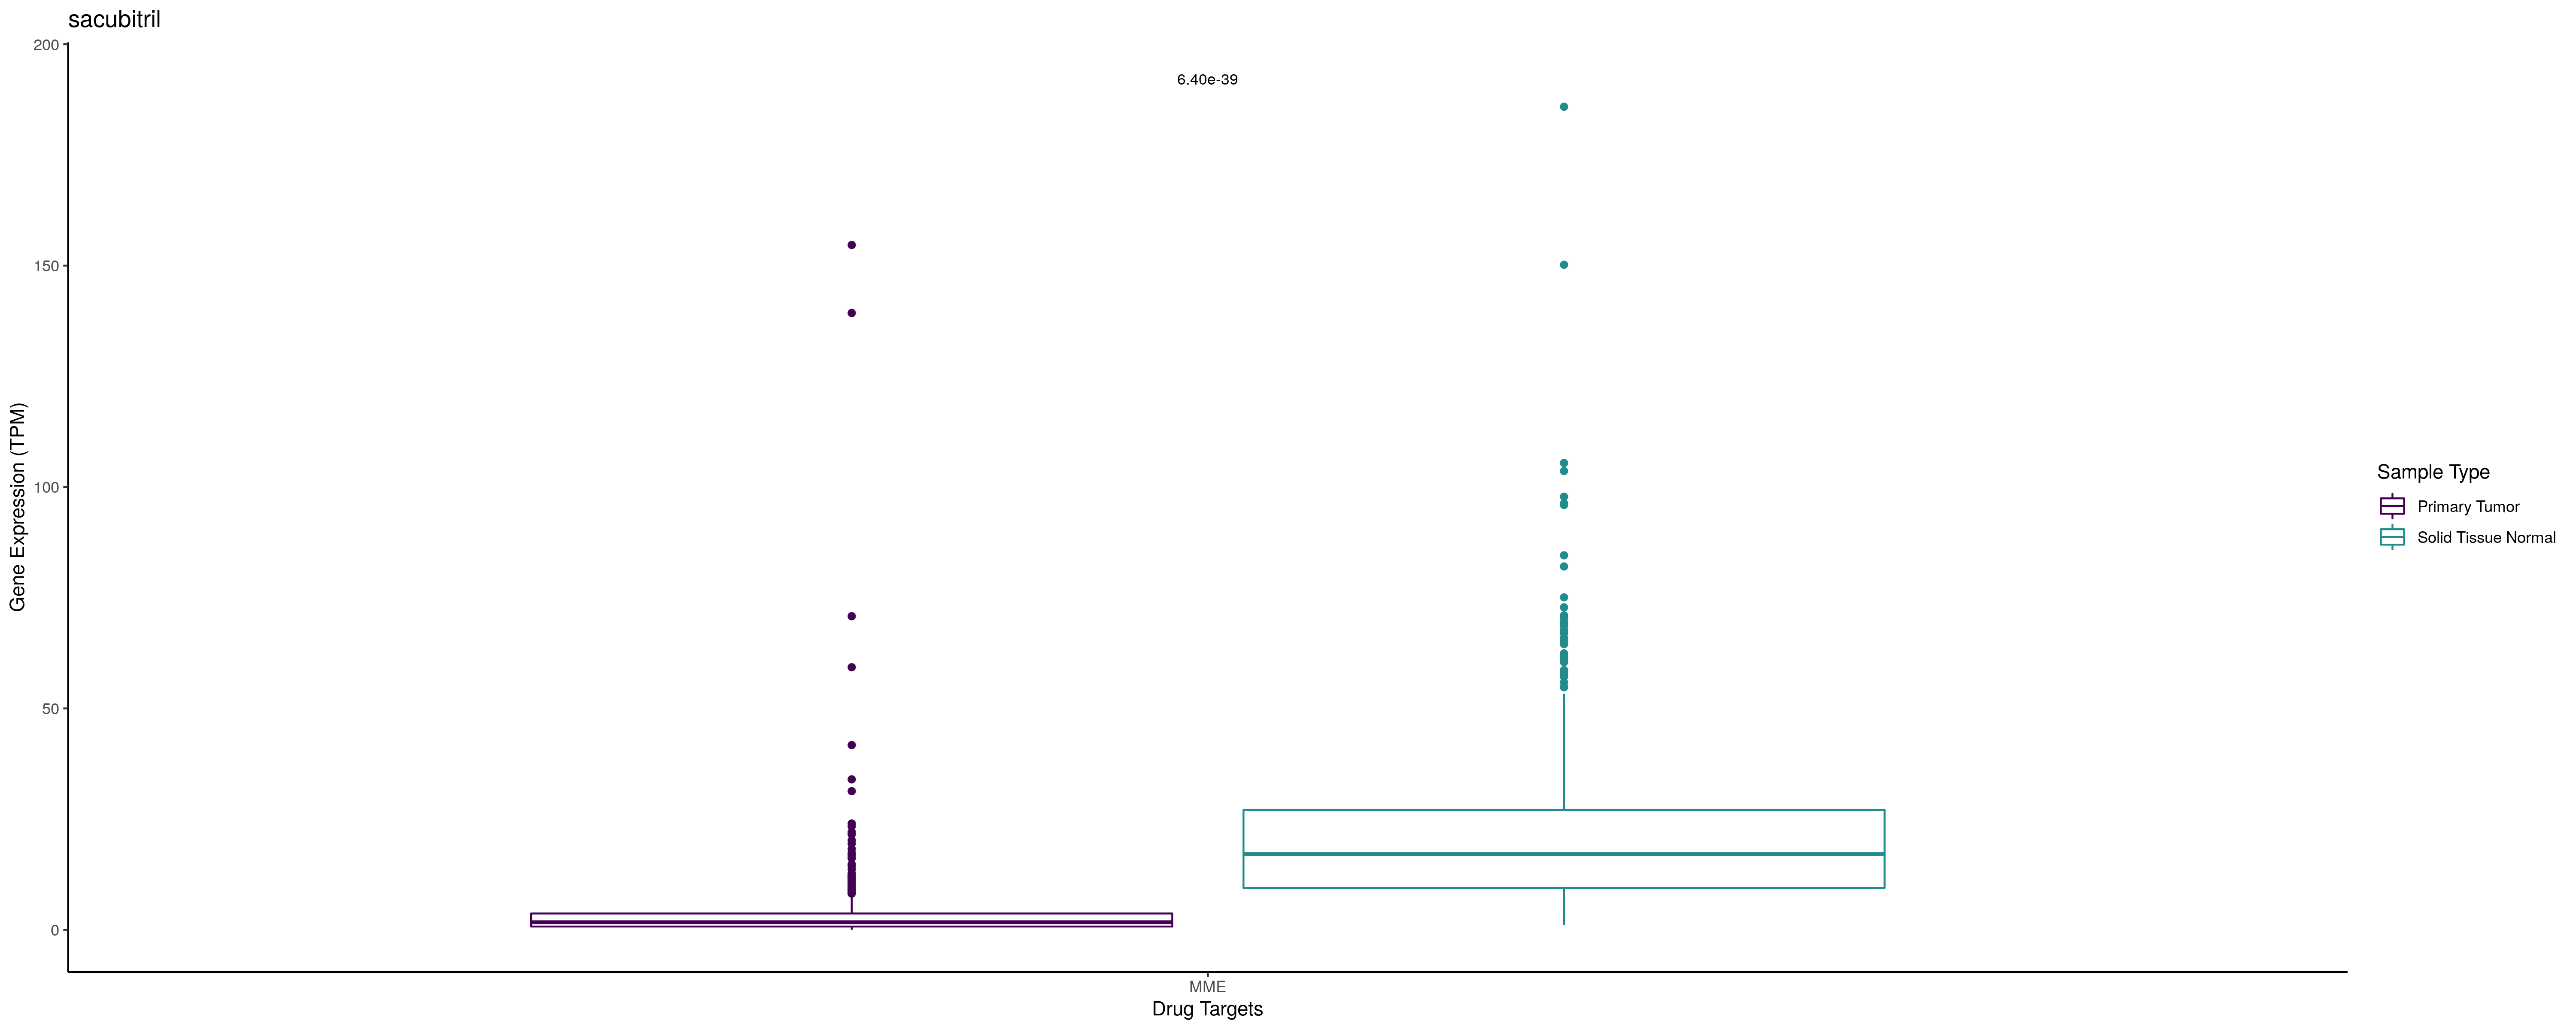 sacubitril
200
150
100
50
0
Gene Expression (TPM)
6.40e-39
MME
Drug Targets
Sample Type
Primary Tumor
Solid Tissue Normal